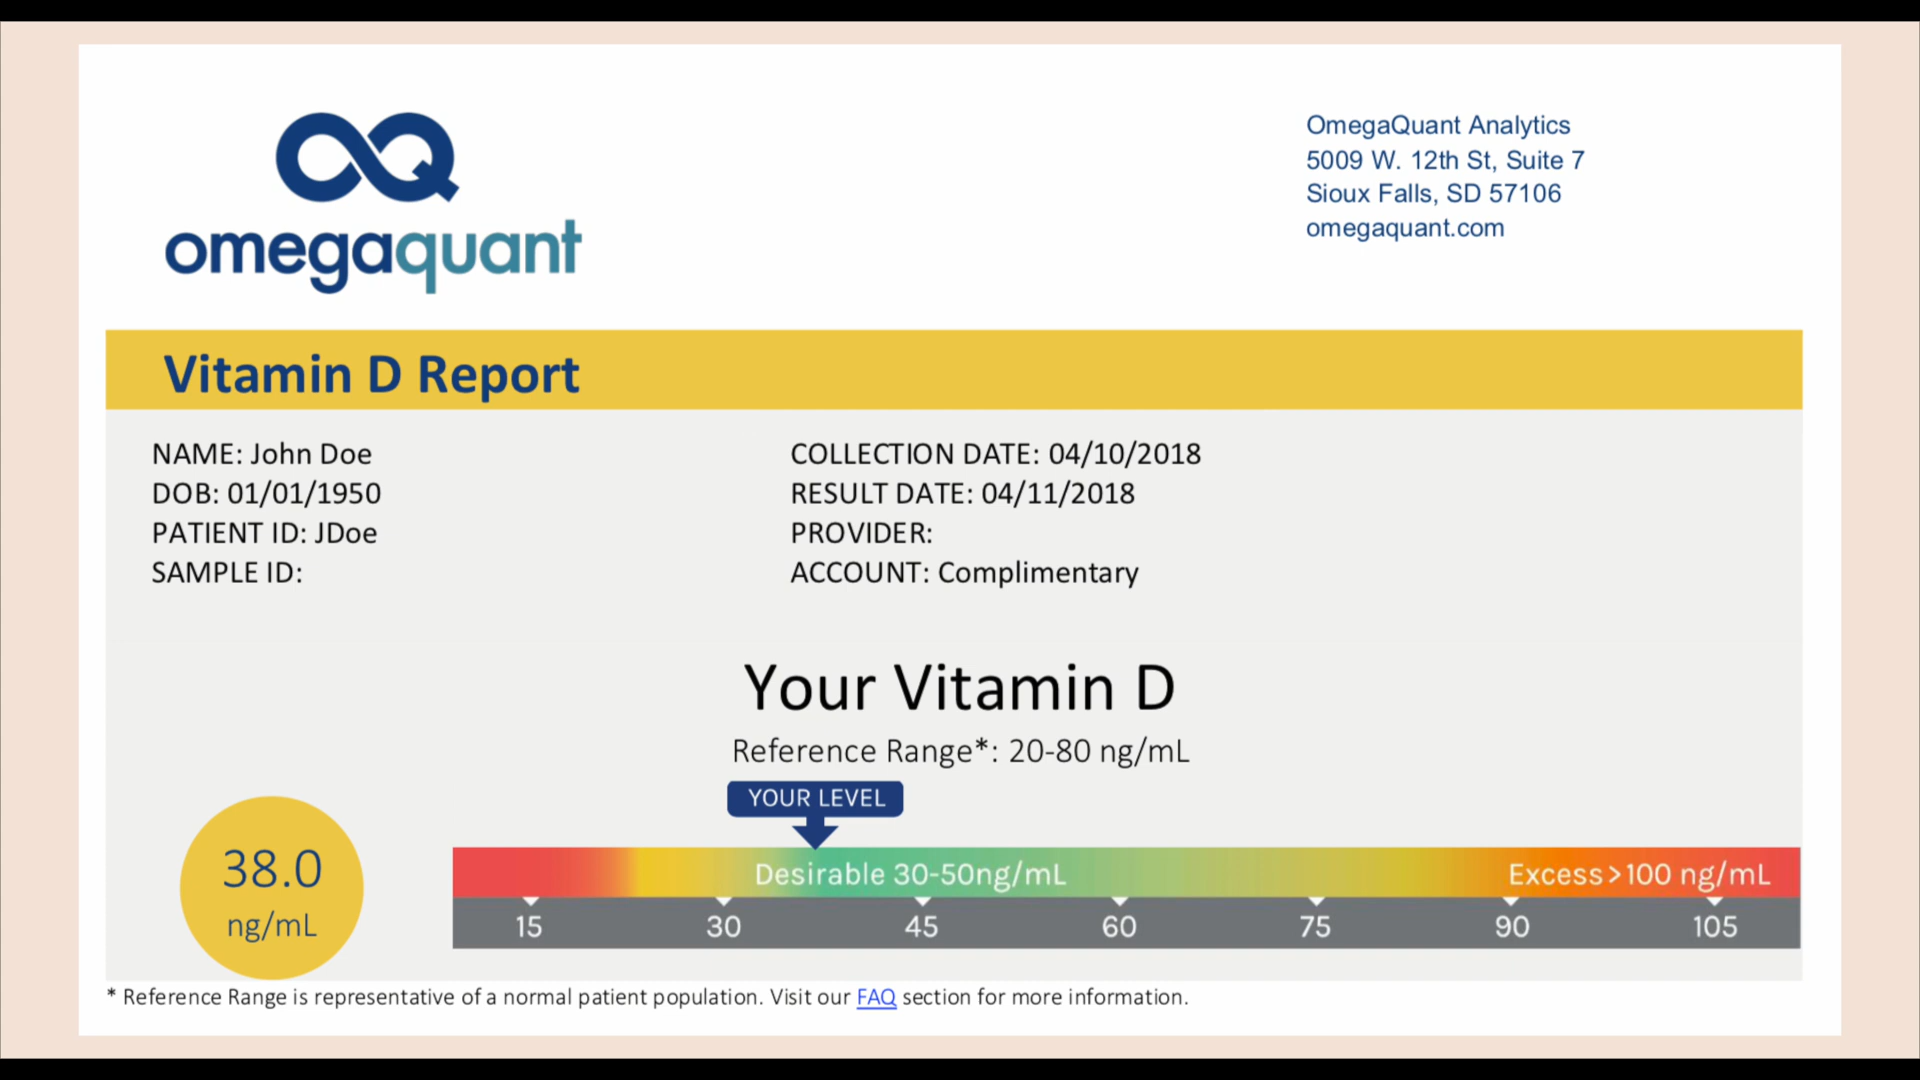 omegaquant
OmegaQuant Analytics
5009 W. 12th St, Suite 7
Sioux Falls, SD 57106
omegaquant.com
Vitamin D Report
NAME: John Doe
DOB: 01/01/1950
PATIENT ID: JDoe
SAMPLE ID:
COLLECTION DATE: 04/10/2018
RESULT DATE: 04/11/2018
PROVIDER:
ACCOUNT: Complimentary
Your Vitamin D
Reference Range*: 20-80 ng/mL
YOUR LEVEL
38.0
ng/mL
Desirable 30-50ng/mL
Excess>100 ng/mL
15 30 45 60 75 90 105
* Reference Range is representative of a normal patient population. Visit our FAQ section for more information.